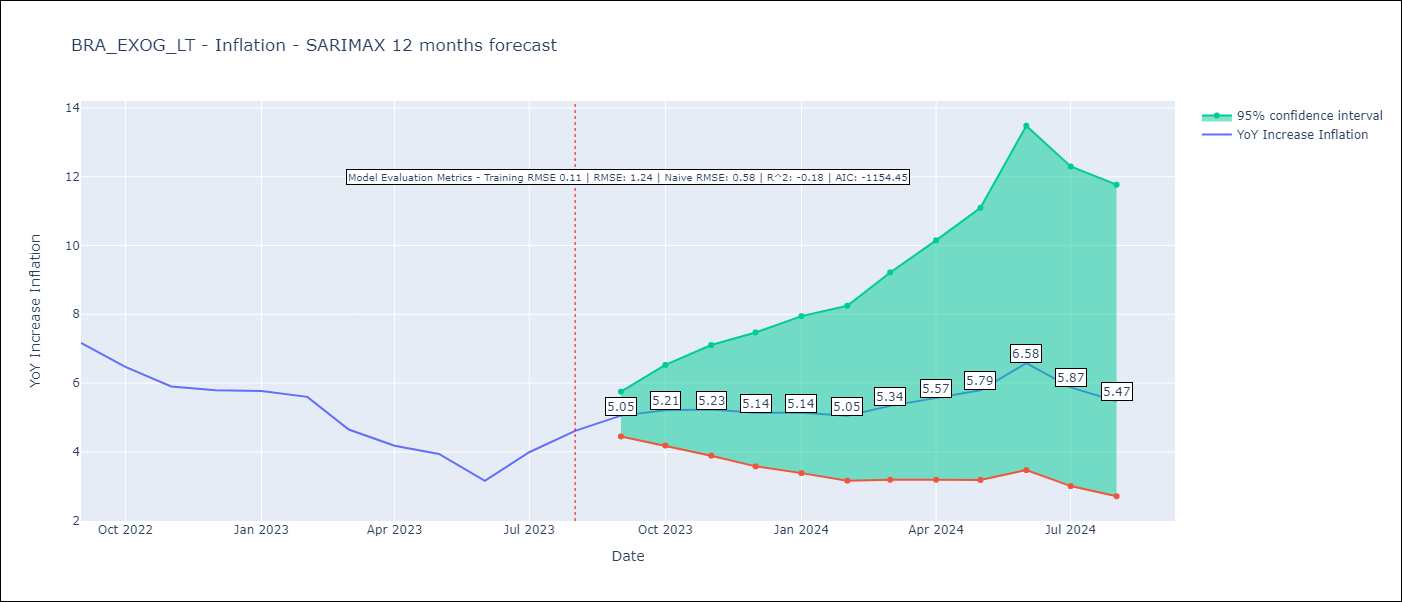 BRA_EXOG_LT - Inflation - SARIMAX 12 months forecast
95% confidence interval
YoY Increase Inflation
Model Evaluation Metrics - Training RMSE 0.11 | RMSE: 1.24 | Naive RMSE: 0.58 | R^2: -0.18 | AIC: -1154.45
YoY Increase Inflation
14
12
10
8
6
4
2
5.05
5.21
5.23
5.14
5.14
5.05
5.34
5.57
5.79
6.58
5.87
5.47
Oct 2022
Jan 2023
Apr 2023
Jul 2023
Oct 2023
Jan 2024
Apr 2024
Jul 2024
Date